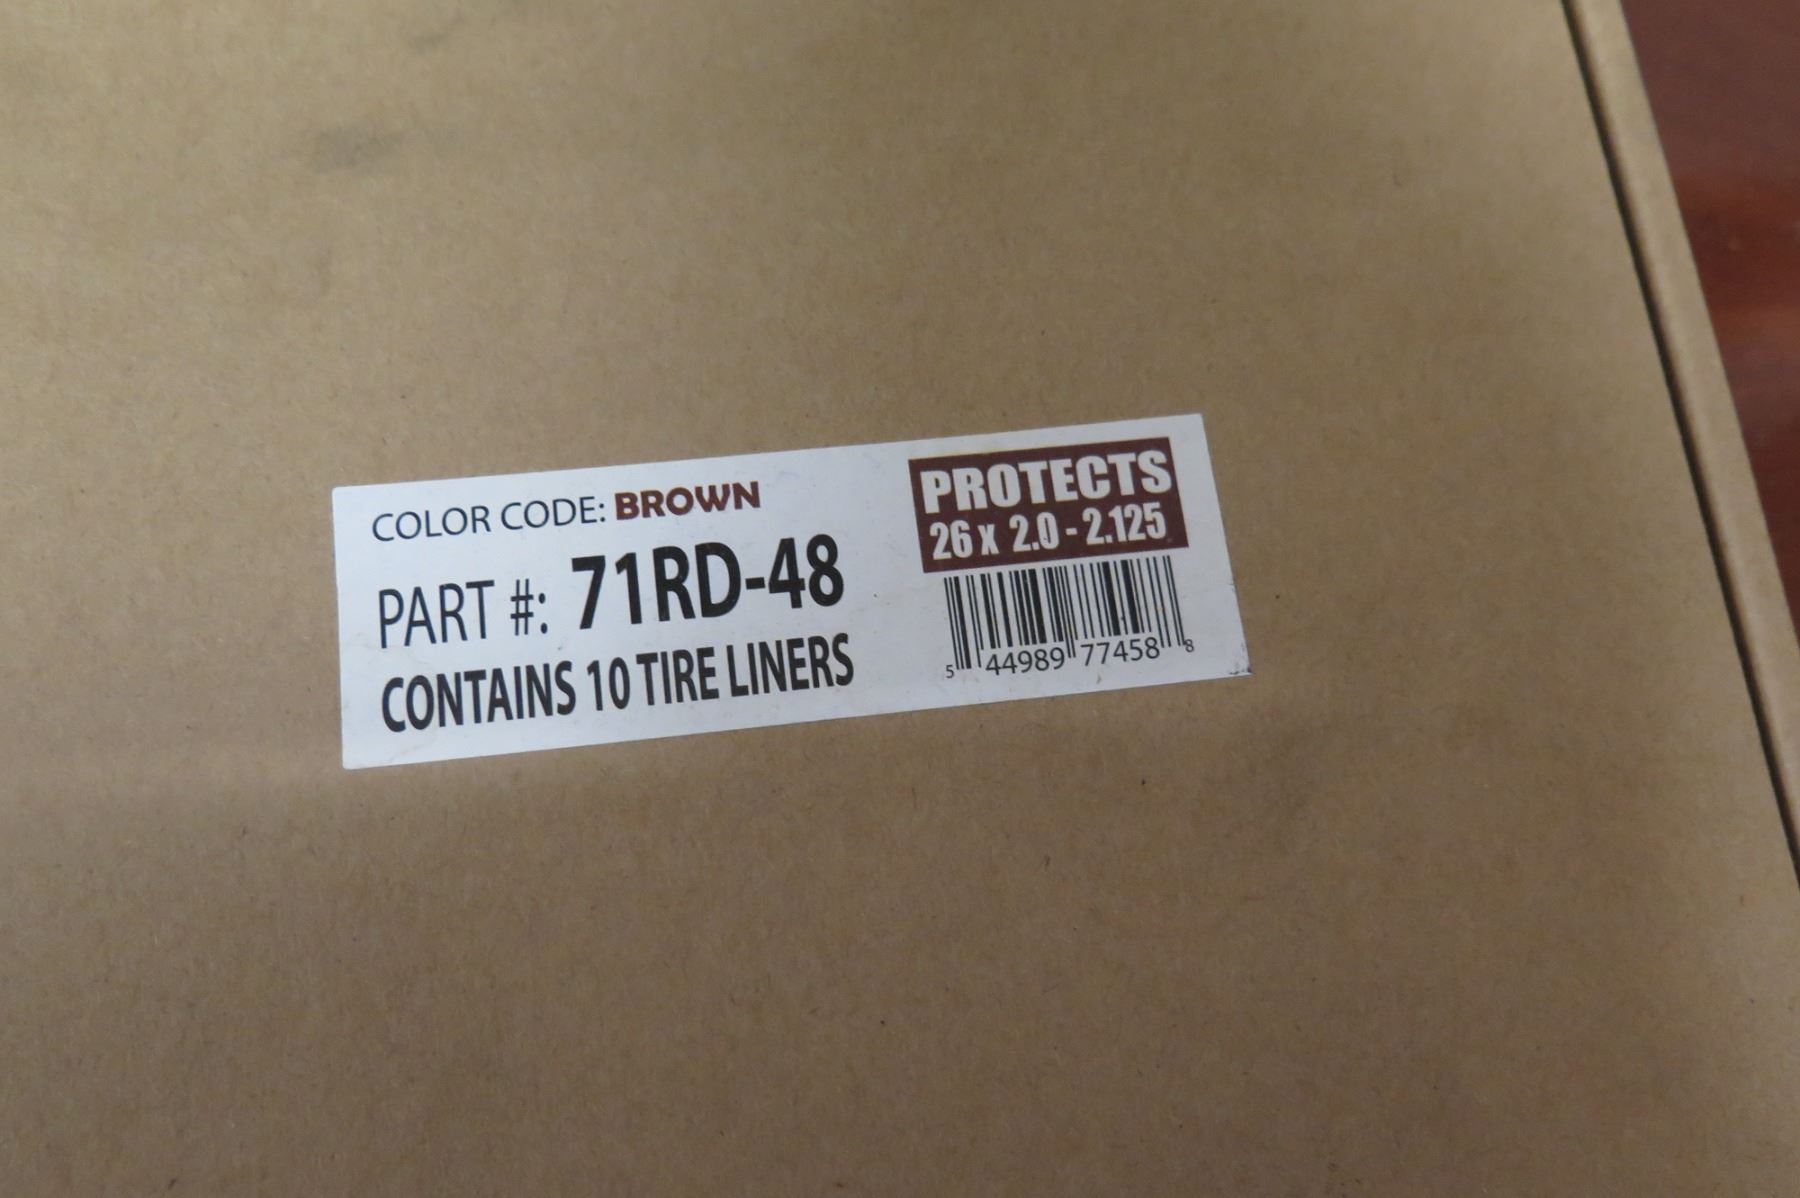 COLOR CODE: BROWN
PART #: 71RD-48
CONTAINS 10 TIRE LINERS
PROTECTS
26 x 2.0 - 2.125
5 44989 77458 8